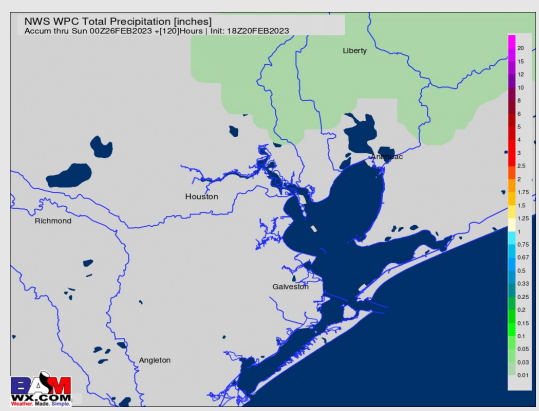 NWS WPC Total Precipitation [inches]
Accum thru Sun 00Z26FEB2023 +[120]Hours | Init: 18Z20FEB2023
Liberty
Anahuac
Houston
Richmond
Galveston
Angleton
20
15
12
10
8
6
5
4
3
2.5
2
1.75
1.5
1.25
1
0.75
0.67
0.5
0.33
0.25
0.2
0.15
0.1
0.05
0.03
0.01
BAM
WX.COM
Weather. Made. Simple.